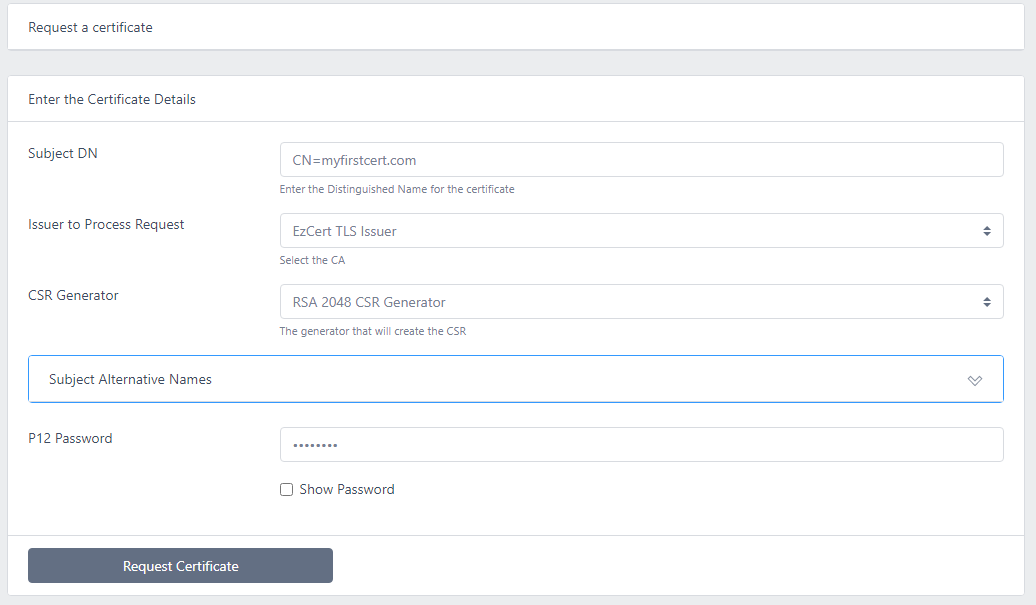 Request a certificate
Enter the Certificate Details
Subject DN
CN=myfirstcert.com
Enter the Distinguished Name for the certificate
Issuer to Process Request
EzCert TLS Issuer
Select the CA
CSR Generator
RSA 2048 CSR Generator
The generator that will create the CSR
Subject Alternative Names
P12 Password
••••••••
Show Password
Request Certificate